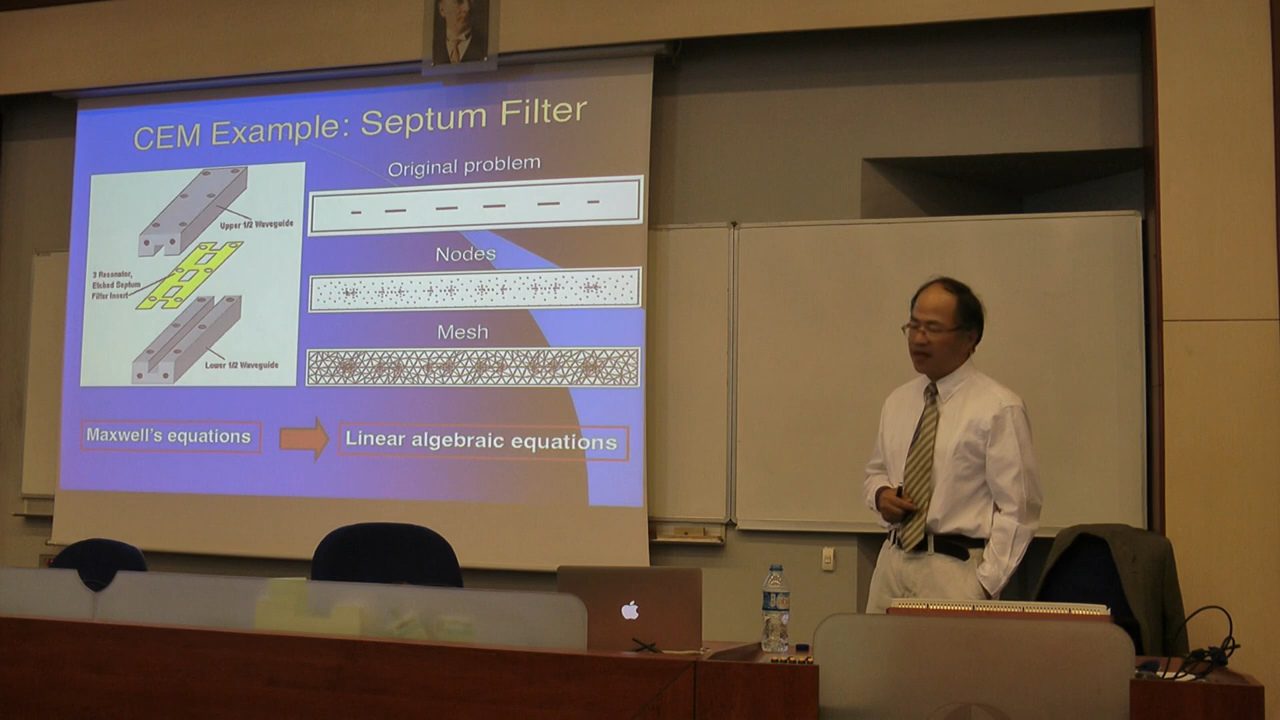 CEM Example: Septum Filter
Upper 1/2 Waveguide
3 Resonator,
Etched Septum
Filter Insert
Lower 1/2 Waveguide
Original problem
Nodes
Mesh
Maxwell's equations
Linear algebraic equations